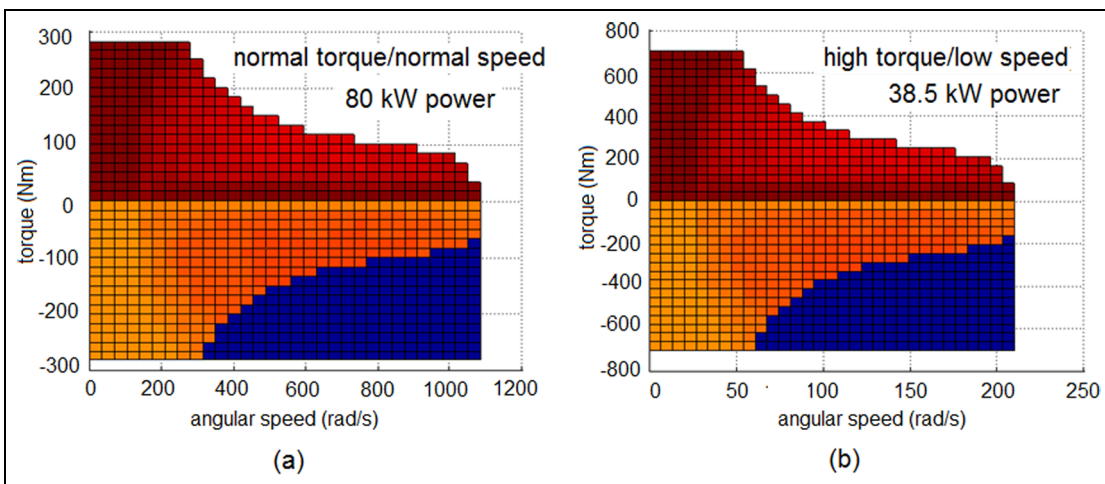 300
200
100
0
-100
-200
-300
torque (Nm)
normal torque/normal speed
80 kW power
0 200 400 600 800 1000 1200
angular speed (rad/s)
(a)
800
600
400
200
0
-200
-400
-600
-800
torque (Nm)
high torque/low speed
38.5 kW power
0 50 100 150 200 250
angular speed (rad/s)
(b)